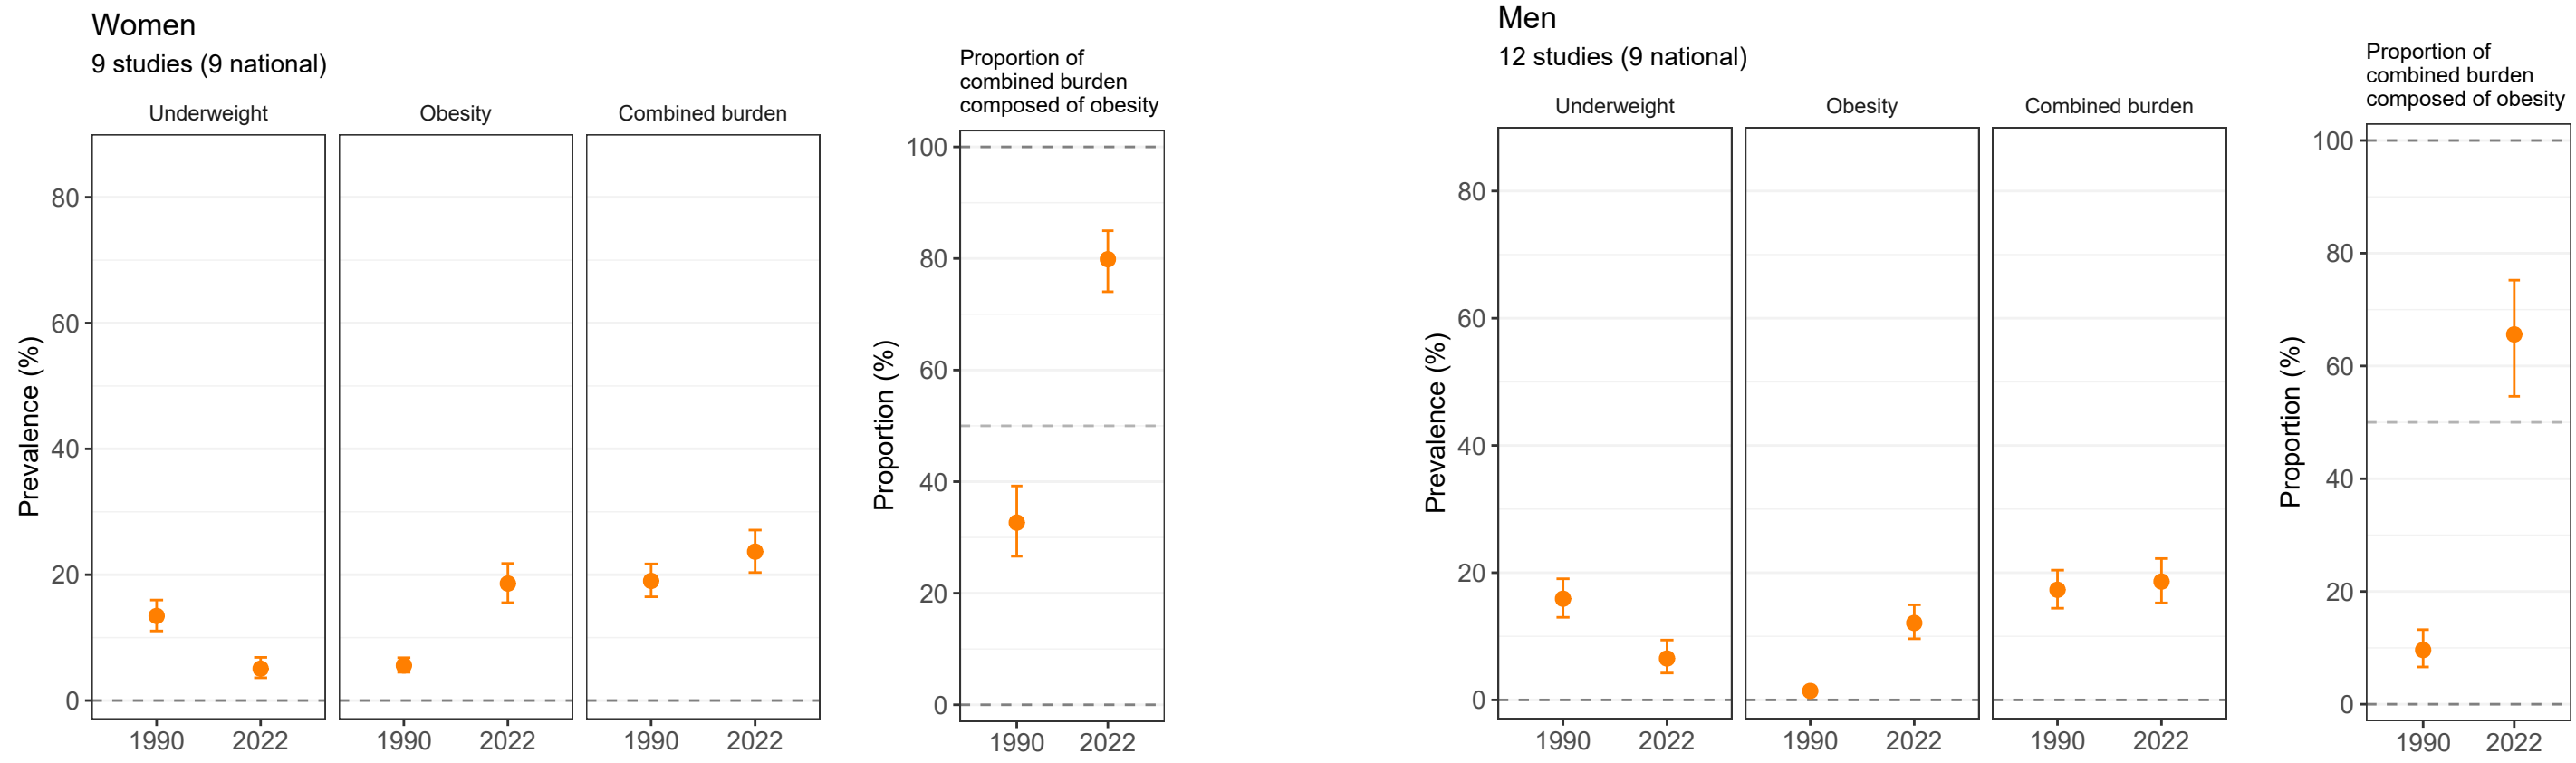 Women
9 studies (9 national)
Underweight
Obesity
Combined burden
Prevalence (%)
80
60
40
20
0
1990
2022
1990
2022
1990
2022
Proportion of
combined burden
composed of obesity
Proportion (%)
100
80
60
40
20
0
1990
2022
Men
12 studies (9 national)
Underweight
Obesity
Combined burden
Prevalence (%)
80
60
40
20
0
1990
2022
1990
2022
1990
2022
Proportion of
combined burden
composed of obesity
Proportion (%)
100
80
60
40
20
0
1990
2022